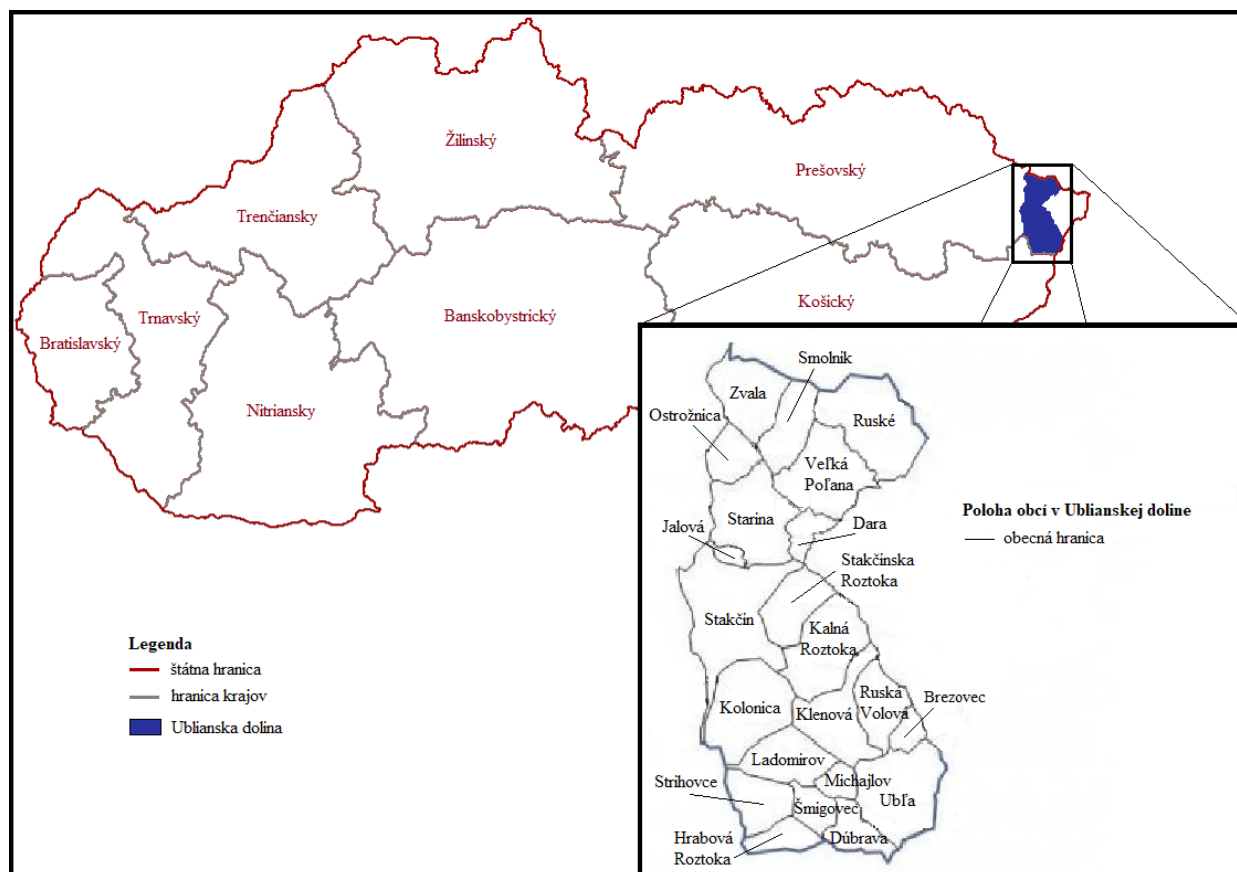 Žilinský
Prešovský
Trenčiansky
Košický
Banskobystrický
Trnavský
Bratislavský
Nitriansky
Legenda
štátna hranica
hranica krajov
Ublianska dolina
Smolnik
Zvala
Ostrožnica
Ruské
Veľká
Poľana
Starina
Dara
Jalová
Stakčínska
Roztoka
Stakčín
Kalná
Roztoka
Ruská
Volová
Brezovec
Kolonica
Klenová
Ladomirov
Michajlov
Strihovce
Ubľa
Šmigovec
Hrabová
Roztoka
Dúbrava
Poloha obcí v Ublianskej doline
obecná hranica